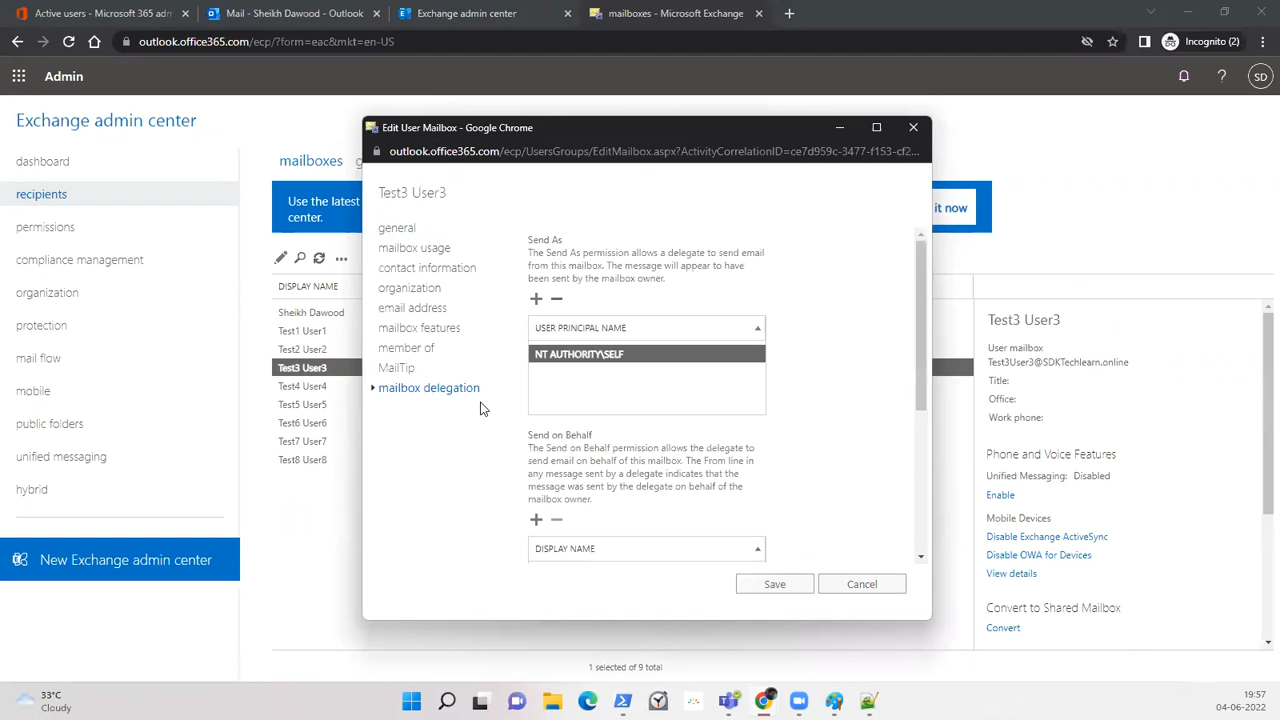 active users - Microsoft 365 adm
Mail - Sheikh Dawood - Outlook
Exchange admin center
mailboxes - Microsoft Exchange
outlook.office365.com/ecp/?form=eac&mkt=en-US
Incognito (2)
Admin
SD
Exchange admin center
dashboard
recipients
permissions
compliance management
organization
protection
mail flow
mobile
public folders
unified messaging
hybrid
New Exchange admin center
mailboxes g
Use the latest
center.
it now
DISPLAY NAME
Sheikh Dawood
Test1 User1
Test2 User2
Test3 User3
Test4 User4
Test5 User5
Test6 User6
Test7 User7
Test8 User8
Edit User Mailbox - Google Chrome
outlook.office365.com/ecp/UsersGroups/EditMailbox.aspx?ActivityCorrelationID=ce7d959c-3477-f153-cf2...
Test3 User3
general
mailbox usage
contact information
organization
email address
mailbox features
member of
MailTip
mailbox delegation
Send As
The Send As permission allows a delegate to send email
from this mailbox. The message will appear to have
been sent by the mailbox owner.
USER PRINCIPAL NAME
NT AUTHORITY\SELF
Send on Behalf
The Send on Behalf permission allows the delegate to
send email on behalf of this mailbox. The From line in
any message sent by a delegate indicates that the
message was sent by the delegate on behalf of the
mailbox owner.
DISPLAY NAME
Save
Cancel
Test3 User3
User mailbox
Test3User3@SDKTechlearn.online
Title:
Office:
Work phone:
Phone and Voice Features
Unified Messaging: Disabled
Enable
Mobile Devices
Disable Exchange ActiveSync
Disable OWA for Devices
View details
Convert to Shared Mailbox
Convert
1 selected of 9 total
33°C
Cloudy
19:57
04-06-2022